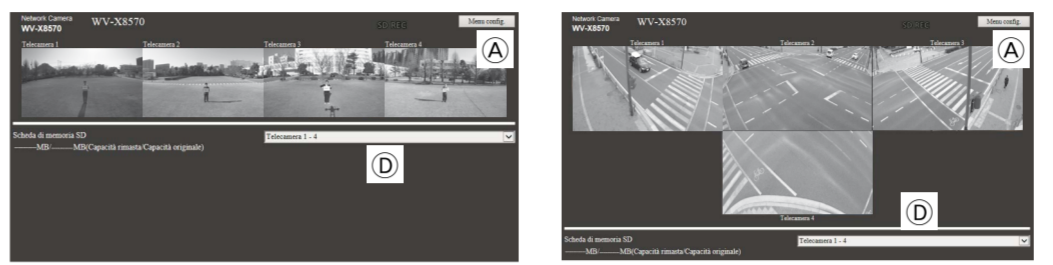 Network Camera
WV-X8570
WV-X8570
SD REC
Menu config.
A
Telecamera 1
Telecamera 2
Telecamera 3
Telecamera 4
Scheda di memoria SD
Telecamera 1 - 4
--------MB/--------MB(Capacità rimasta/Capacità originale)
D
Network Camera
WV-X8570
WV-X8570
SD REC
Menu config.
A
Telecamera 1
Telecamera 2
Telecamera 3
Telecamera 4
D
Scheda di memoria SD
Telecamera 1 - 4
--------MB/--------MB(Capacità rimasta/Capacità originale)